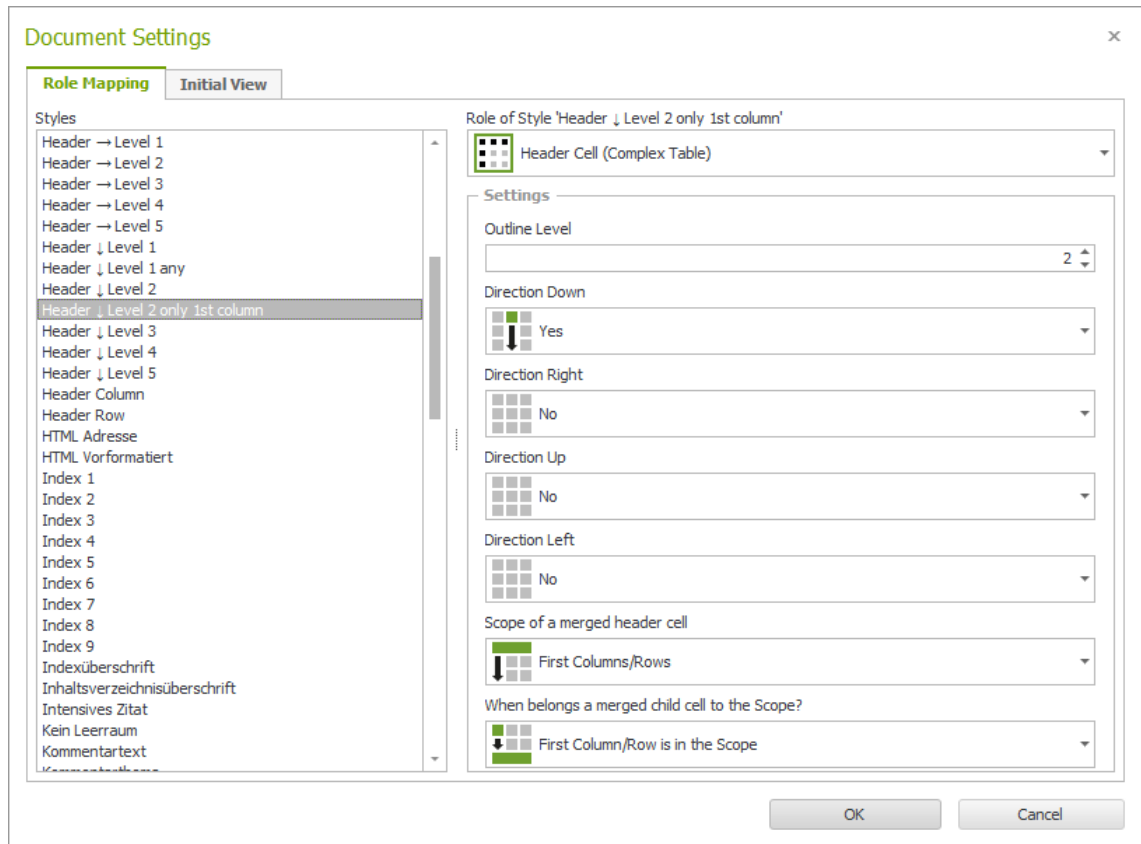 Document Settings
Role Mapping
Initial View
Styles
Header → Level 1
Header → Level 2
Header → Level 3
Header → Level 4
Header → Level 5
Header ↓ Level 1
Header ↓ Level 1 any
Header ↓ Level 2
Header ↓ Level 2 only 1st column
Header ↓ Level 3
Header ↓ Level 4
Header ↓ Level 5
Header Column
Header Row
HTML Adresse
HTML Vorformatiert
Index 1
Index 2
Index 3
Index 4
Index 5
Index 6
Index 7
Index 8
Index 9
Indexüberschrift
Inhaltsverzeichnisüberschrift
Intensives Zitat
Kein Leerraum
Kommentartext
Role of Style 'Header ↓ Level 2 only 1st column'
Header Cell (Complex Table)
Settings
Outline Level
2
Direction Down
Yes
Direction Right
No
Direction Up
No
Direction Left
No
Scope of a merged header cell
First Columns/Rows
When belongs a merged child cell to the Scope?
First Column/Row is in the Scope
OK
Cancel